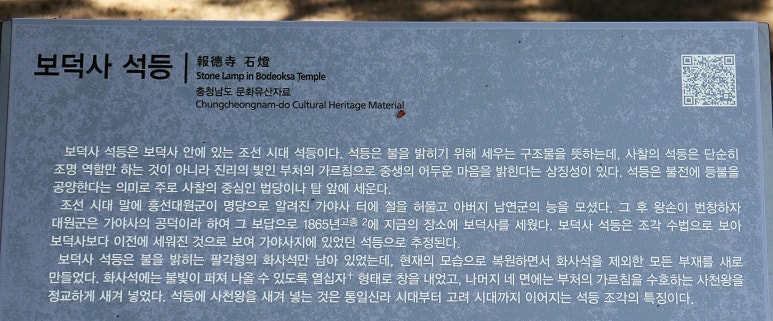 보덕사 석등
報德寺 石燈
Stone Lamp in Bodeoksa Temple
충청남도 문화유산자료
Chungcheongnam-do Cultural Heritage Material
보덕사 석등은 보덕사 안에 있는 조선 시대 석등이다. 석등은 불을 밝히기 위해 세우는 구조물을 뜻하는데, 사찰의 석등은 단순히
조명 역할만 하는 것이 아니라 진리의 빛인 부처의 가르침으로 중생의 어두운 마음을 밝힌다는 상징성이 있다. 석등은 불전에 등불을
공양한다는 의미로 주로 사찰의 중심인 법당이나 탑 앞에 세운다.
조선 시대 말에 흥선대원군이 명당으로 알려진 가야사 터에 절을 허물고 아버지 남연군의 능을 모셨다. 그 후 왕손이 번창하자
대원군은 가야사의 공덕이라 하여 그 보답으로 1865년고종 2에 지금의 장소에 보덕사를 세웠다. 보덕사 석등은 조각 수법으로 보아
보덕사보다 이전에 세워진 것으로 보여 가야사지에 있었던 석등으로 추정된다.
보덕사 석등은 불을 밝히는 팔각형의 화사석만 남아 있었는데, 현재의 모습으로 복원하면서 화사석을 제외한 모든 부재를 새로
만들었다. 화사석에는 불빛이 퍼져 나올 수 있도록 열십자十 형태로 창을 내었고, 나머지 네 면에는 부처의 가르침을 수호하는 사천왕을
정교하게 새겨 넣었다. 석등에 사천왕을 새겨 넣는 것은 통일신라 시대부터 고려 시대까지 이어지는 석등 조각의 특징이다.